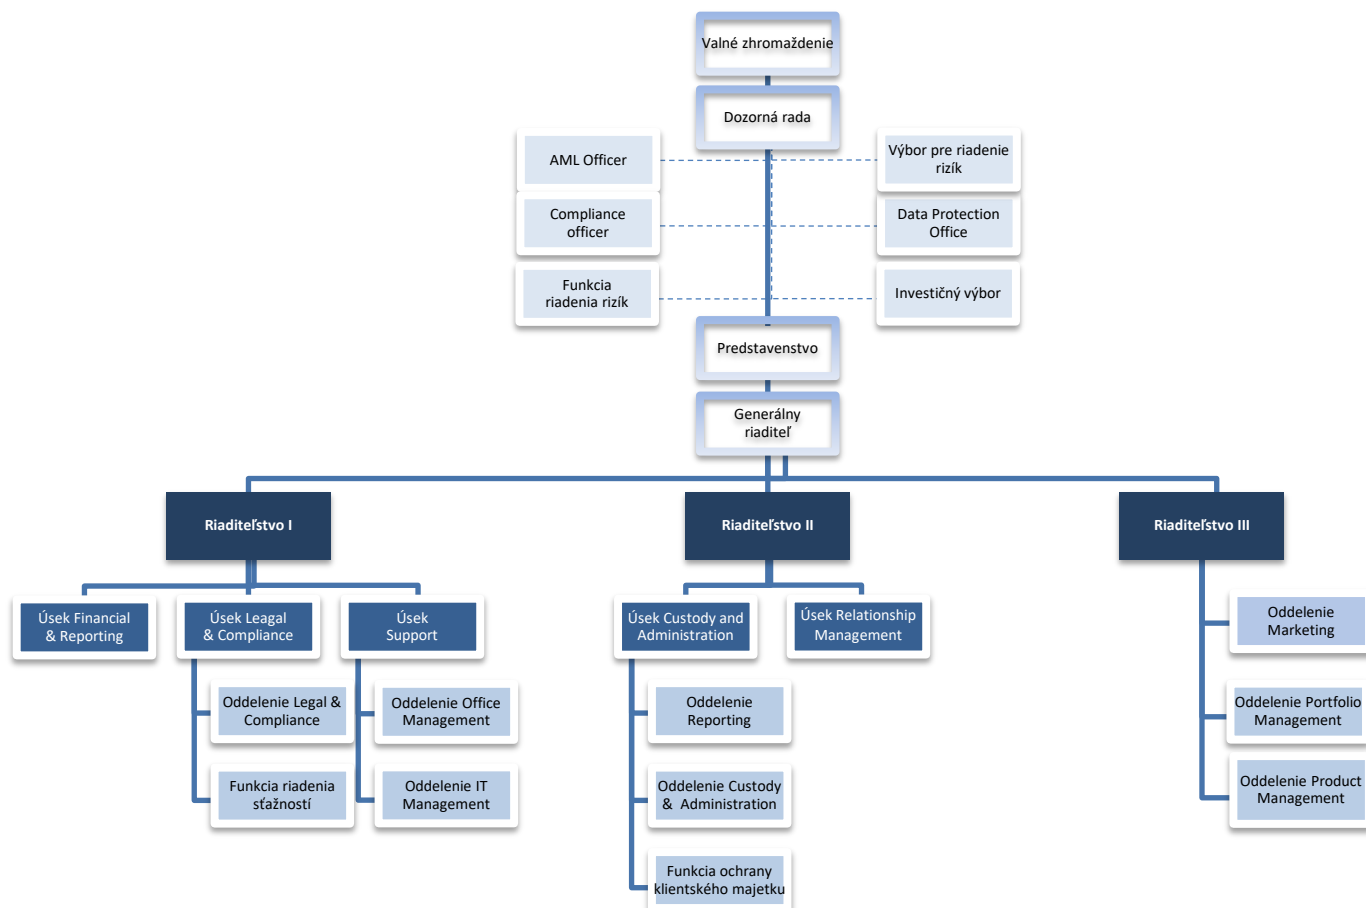 Valné zhromaždenie
Dozorná rada
AML Officer
Výbor pre riadenie
rizík
Compliance
officer
Data Protection
Office
Funkcia
riadenia rizík
Investičný výbor
Predstavenstvo
Generálny
riaditeľ
Riaditeľstvo I
Riaditeľstvo II
Riaditeľstvo III
Úsek Financial
& Reporting
Úsek Leagal
& Compliance
Úsek
Support
Úsek Custody and
Administration
Úsek Relationship
Management
Oddelenie
Marketing
Oddelenie Legal &
Compliance
Oddelenie Office
Management
Oddelenie
Reporting
Oddelenie Portfolio
Management
Funkcia riadenia
sťažností
Oddelenie IT
Management
Oddelenie Custody
& Administration
Oddelenie Product
Management
Funkcia ochrany
klientského majetku